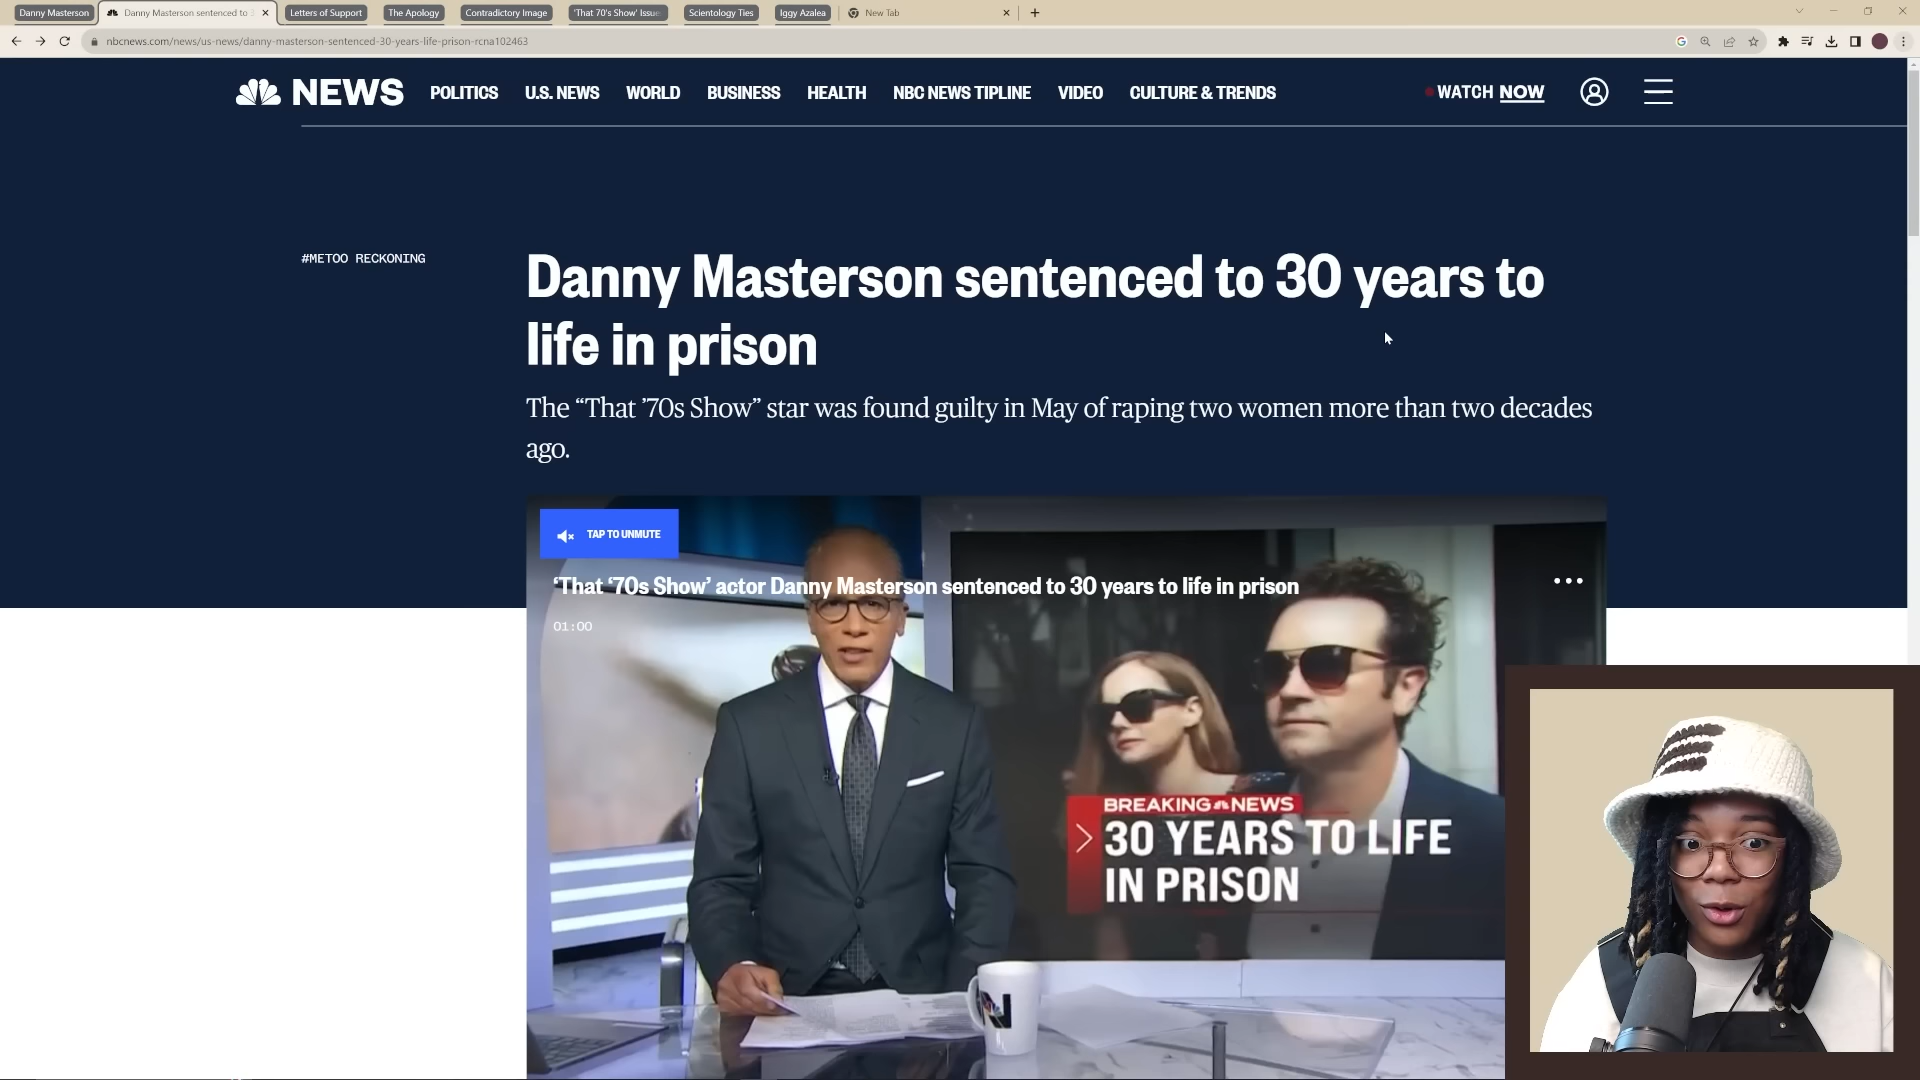 Danny Masterson
Danny Masterson sentenced to
Letters of Support
The Apology
Contradictory Image
'That 70's Show' Issue
Scientology Ties
Iggy Azalea
New Tab
nbcnews.com/news/us-news/danny-masterson-sentenced-30-years-life-prison-rcna102463
NEWS
POLITICS
U.S. NEWS
WORLD
BUSINESS
HEALTH
NBC NEWS TIPLINE
VIDEO
CULTURE & TRENDS
WATCH NOW
#METOO RECKONING
Danny Masterson sentenced to 30 years to
life in prison
The “That ’70s Show” star was found guilty in May of raping two women more than two decades
ago.
TAP TO UNMUTE
‘That ‘70s Show’ actor Danny Masterson sentenced to 30 years to life in prison
01:00
BREAKING NEWS
30 YEARS TO LIFE
IN PRISON